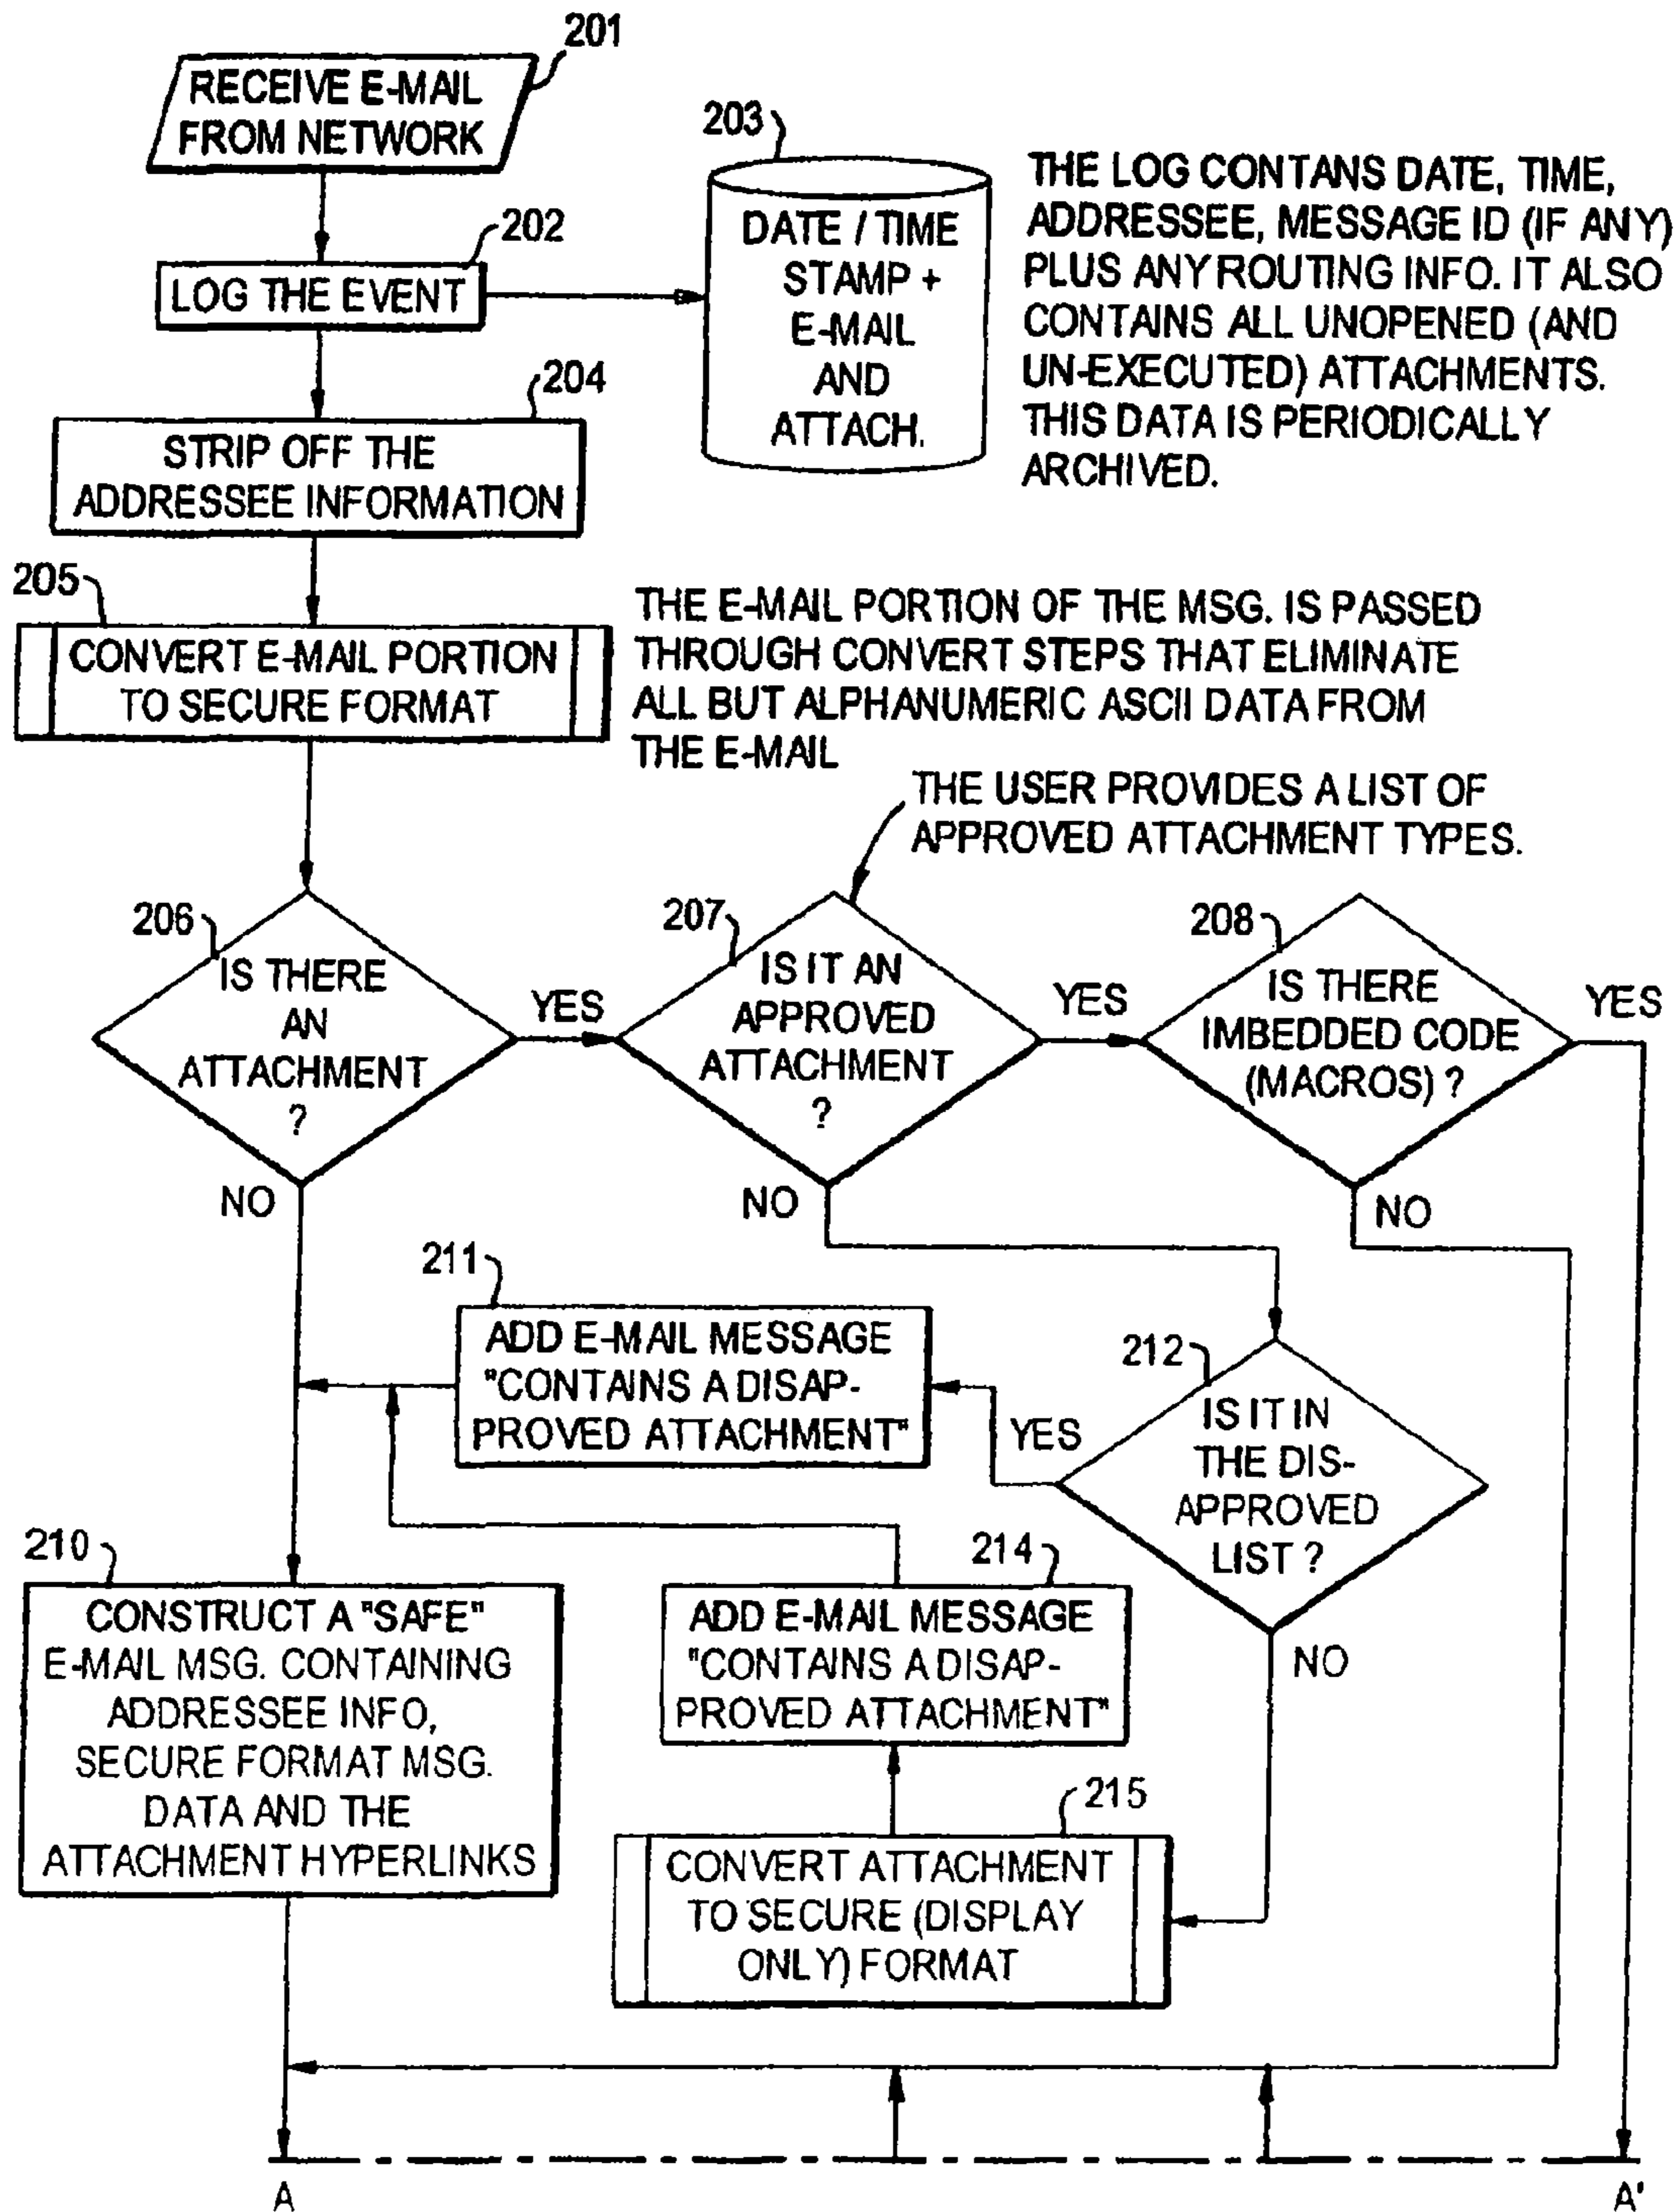 201
RECEIVE E-MAIL
FROM NETWORK
203
202
LOG THE EVENT
DATE / TIME
STAMP +
E-MAIL
AND
ATTACH.
THE LOG CONTANS DATE, TIME,
ADDRESSEE, MESSAGE ID (IF ANY)
PLUS ANY ROUTING INFO. IT ALSO
CONTAINS ALL UNOPENED (AND
UN-EXECUTED) ATTACHMENTS.
THIS DATA IS PERIODICALLY
ARCHIVED.
204
STRIP OFF THE
ADDRESSEE INFORMATION
205
CONVERT E-MAIL PORTION
TO SECURE FORMAT
THE E-MAIL PORTION OF THE MSG. IS PASSED
THROUGH CONVERT STEPS THAT ELIMINATE
ALL BUT ALPHANUMERIC ASCII DATA FROM
THE E-MAIL
THE USER PROVIDES A LIST OF
APPROVED ATTACHMENT TYPES.
206
IS THERE
AN
ATTACHMENT
?
YES
NO
207
IS IT AN
APPROVED
ATTACHMENT
?
YES
NO
208
IS THERE
IMBEDDED CODE
(MACROS) ?
YES
NO
211
ADD E-MAIL MESSAGE
"CONTAINS A DISAP-
PROVED ATTACHMENT"
YES
212
IS IT IN
THE DIS-
APPROVED
LIST ?
NO
210
CONSTRUCT A "SAFE"
E-MAIL MSG. CONTAINING
ADDRESSEE INFO,
SECURE FORMAT MSG.
DATA AND THE
ATTACHMENT HYPERLINKS
214
ADD E-MAIL MESSAGE
"CONTAINS A DISAP-
PROVED ATTACHMENT"
215
CONVERT ATTACHMENT
TO SECURE (DISPLAY
ONLY) FORMAT
A
A'